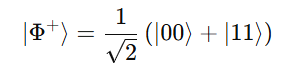 |Φ⁺⟩ = 1/√2 (|00⟩ + |11⟩)